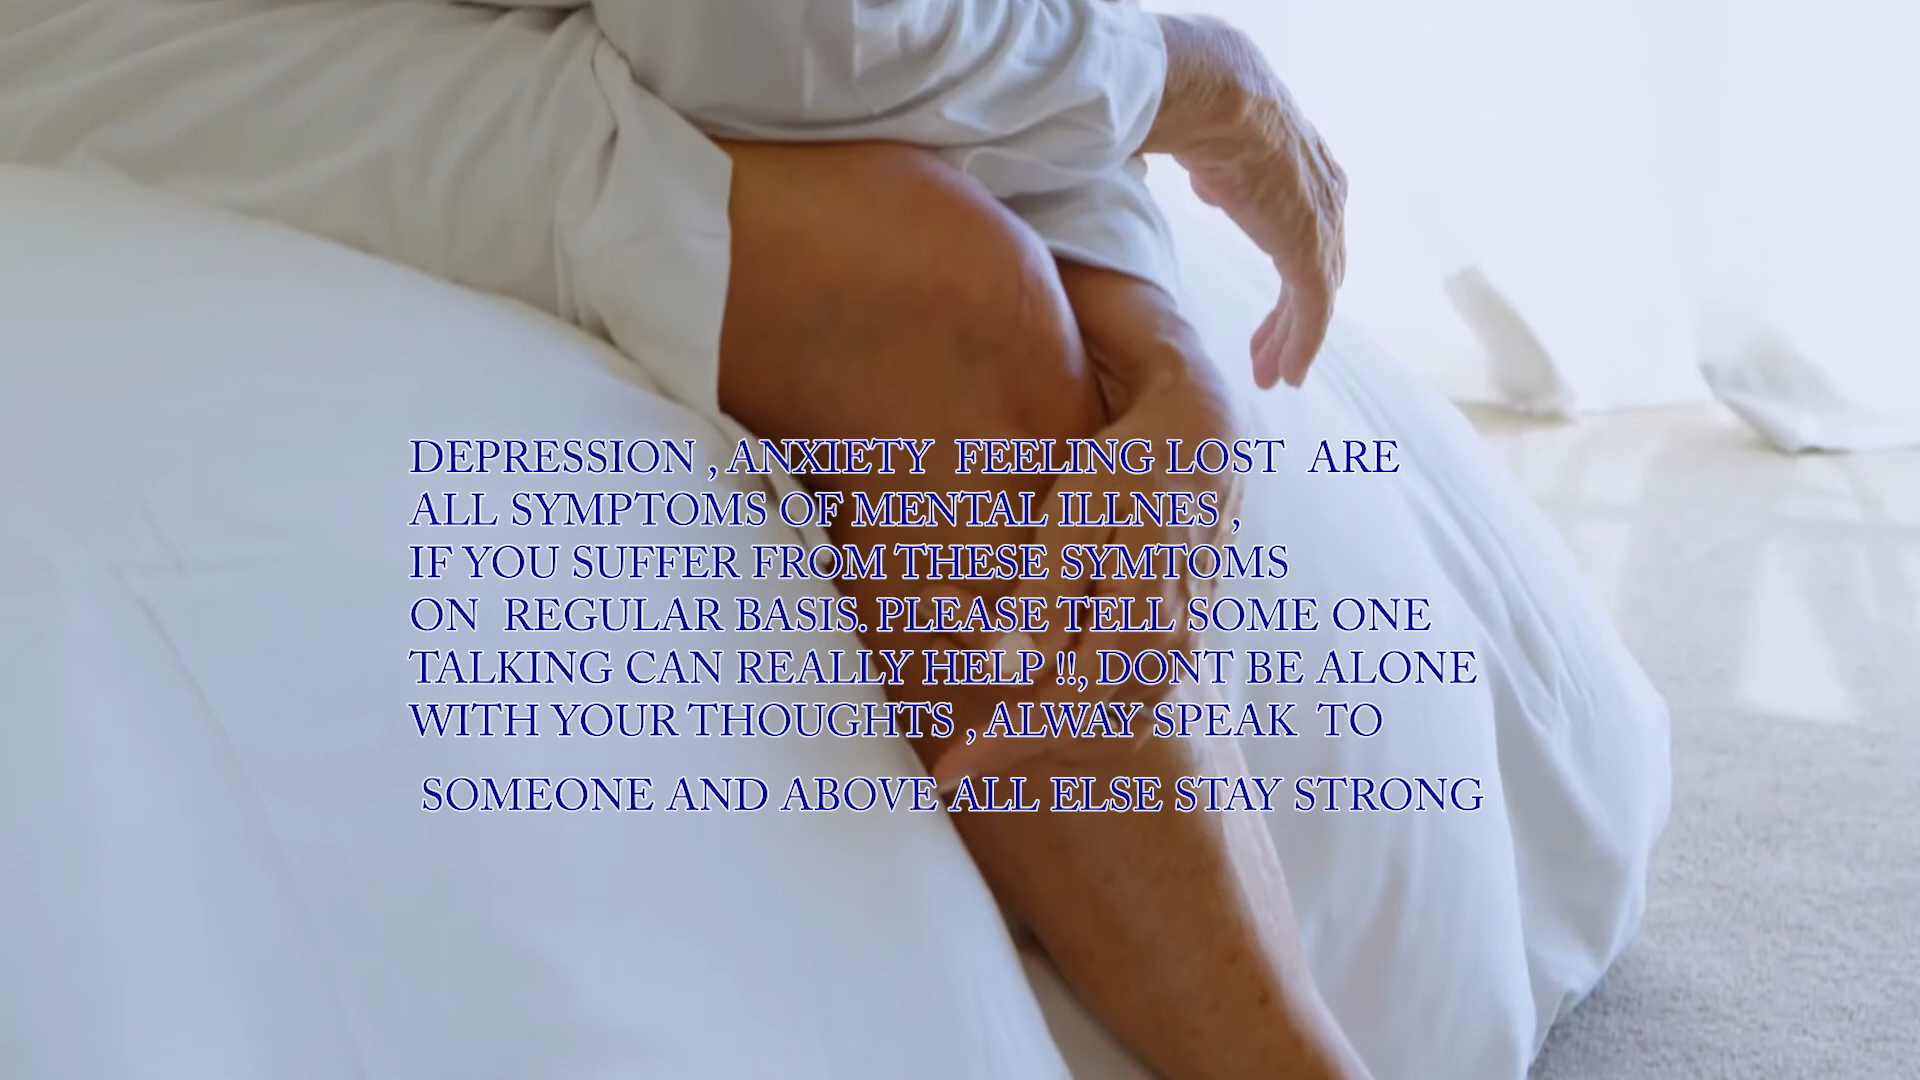 DEPRESSION , ANXIETY  FEELING LOST  ARE
ALL SYMPTOMS OF MENTAL ILLNES ,
IF YOU SUFFER FROM THESE SYMTOMS
ON  REGULAR BASIS. PLEASE TELL SOME ONE
TALKING CAN REALLY HELP !!, DONT BE ALONE
WITH YOUR THOUGHTS , ALWAY SPEAK  TO
SOMEONE AND ABOVE ALL ELSE STAY STRONG